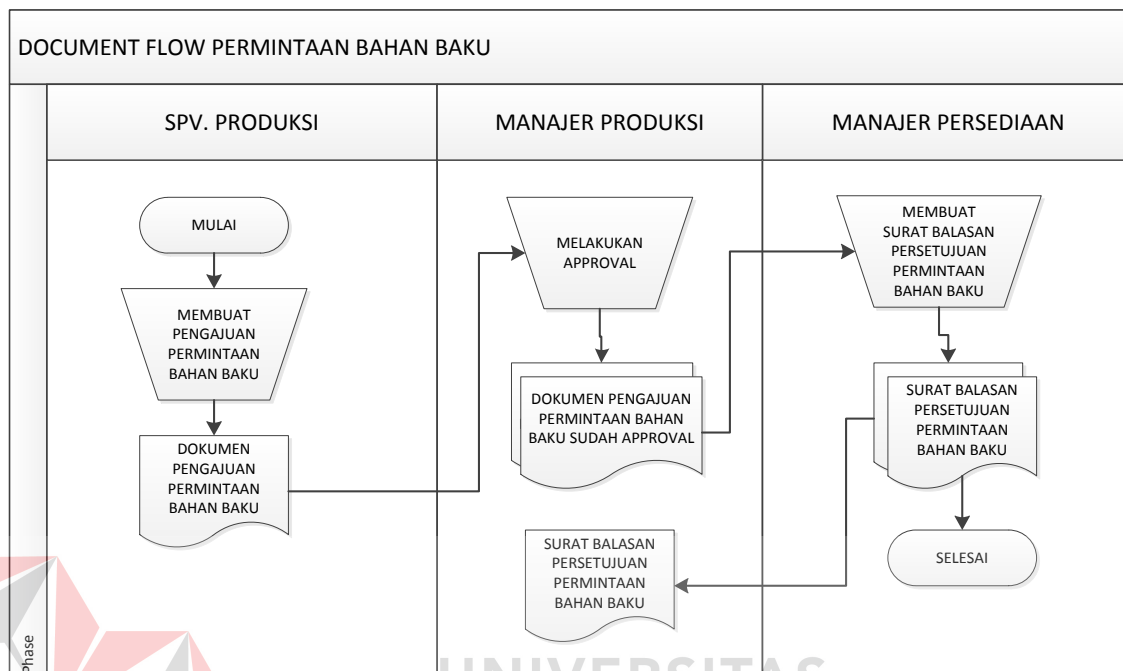 DOCUMENT FLOW PERMINTAAN BAHAN BAKU
SPV. PRODUKSI
MANAJER PRODUKSI
MANAJER PERSEDIAAN
MULAI
MEMBUAT
PENGAJUAN
PERMINTAAN
BAHAN BAKU
DOKUMEN
PENGAJUAN
PERMINTAAN
BAHAN BAKU
MELAKUKAN
APPROVAL
DOKUMEN PENGAJUAN
PERMINTAAN BAHAN
BAKU SUDAH APPROVAL
SURAT BALASAN
PERSETUJUAN
PERMINTAAN
BAHAN BAKU
MEMBUAT
SURAT BALASAN
PERSETUJUAN
PERMINTAAN
BAHAN BAKU
SURAT BALASAN
PERSETUJUAN
PERMINTAAN
BAHAN BAKU
SELESAI
Phase
UNIVERSITAS